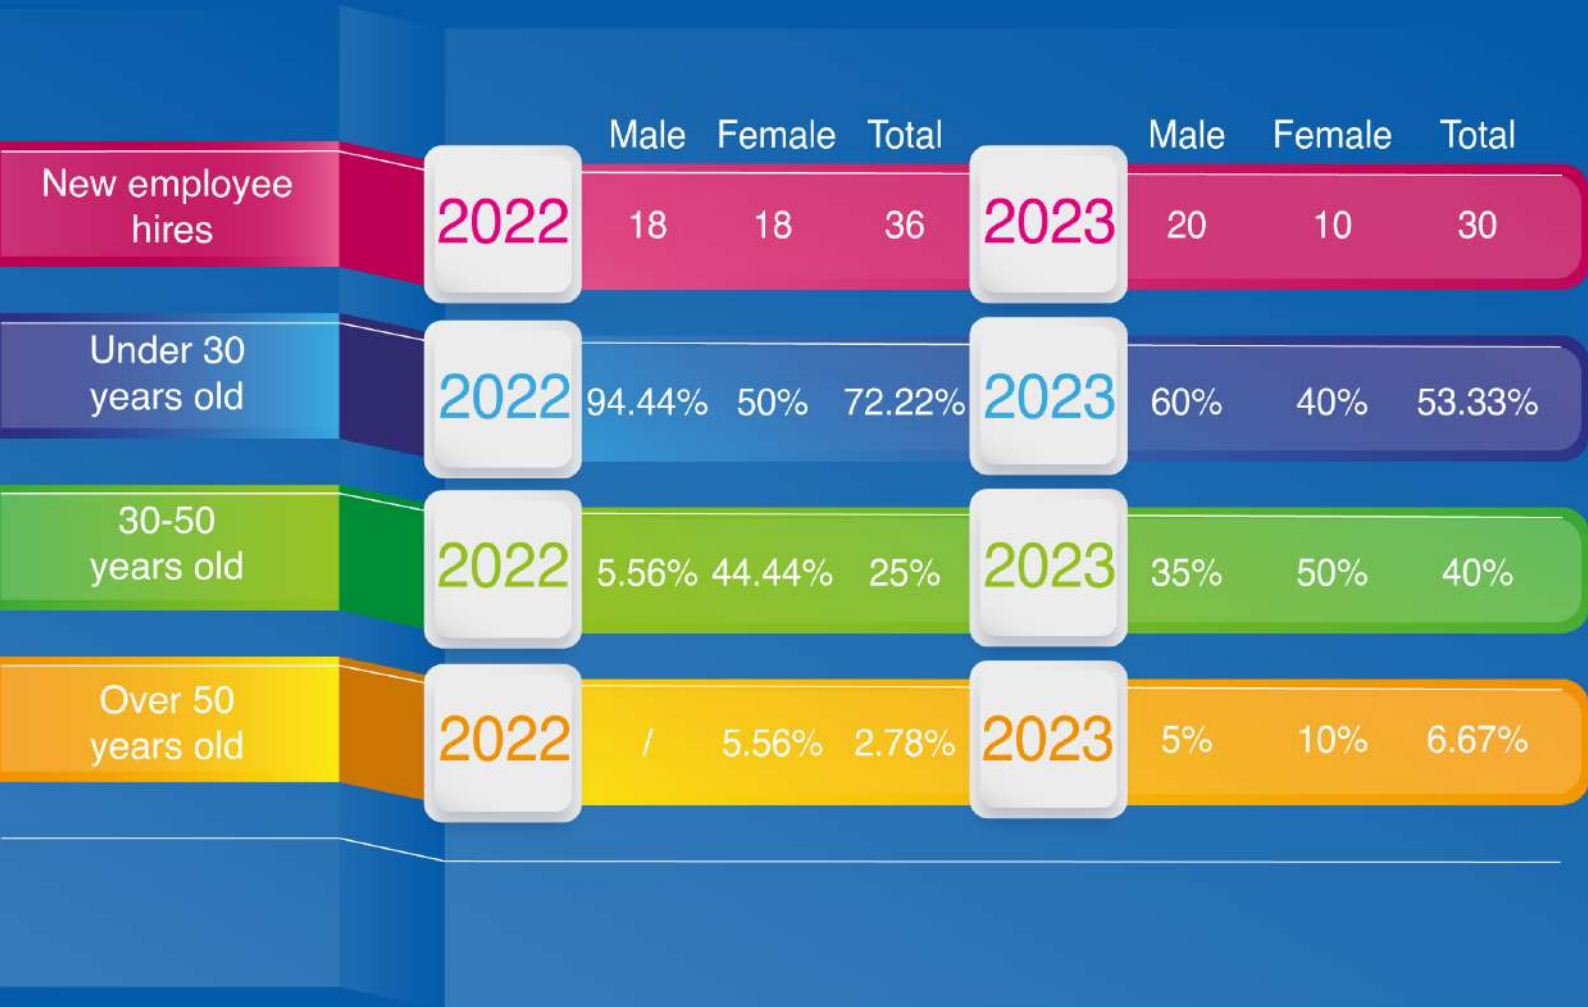 Male Female Total Male Female Total
New employee
hires
2022 18 18 36 2023 20 10 30
Under 30
years old
2022 94.44% 50% 72.22% 2023 60% 40% 53.33%
30-50
years old
2022 5.56% 44.44% 25% 2023 35% 50% 40%
Over 50
years old
2022 / 5.56% 2.78% 2023 5% 10% 6.67%